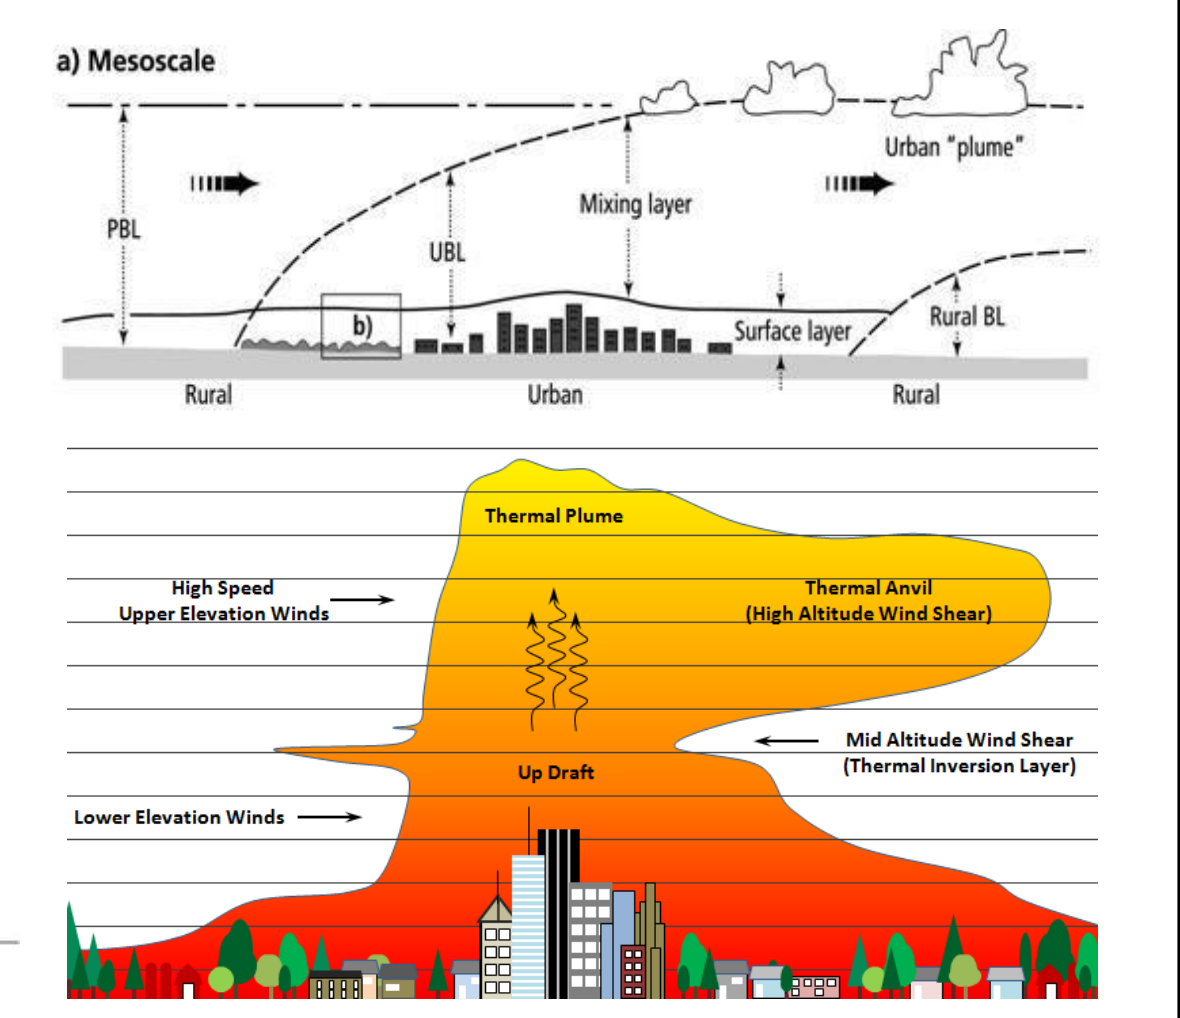 a) Mesoscale
Urban "plume"
Mixing layer
PBL
UBL
b)
Surface layer
Rural BL
Rural
Urban
Rural
Thermal Plume
High Speed
Upper Elevation Winds
Thermal Anvil
(High Altitude Wind Shear)
Mid Altitude Wind Shear
(Thermal Inversion Layer)
Up Draft
Lower Elevation Winds